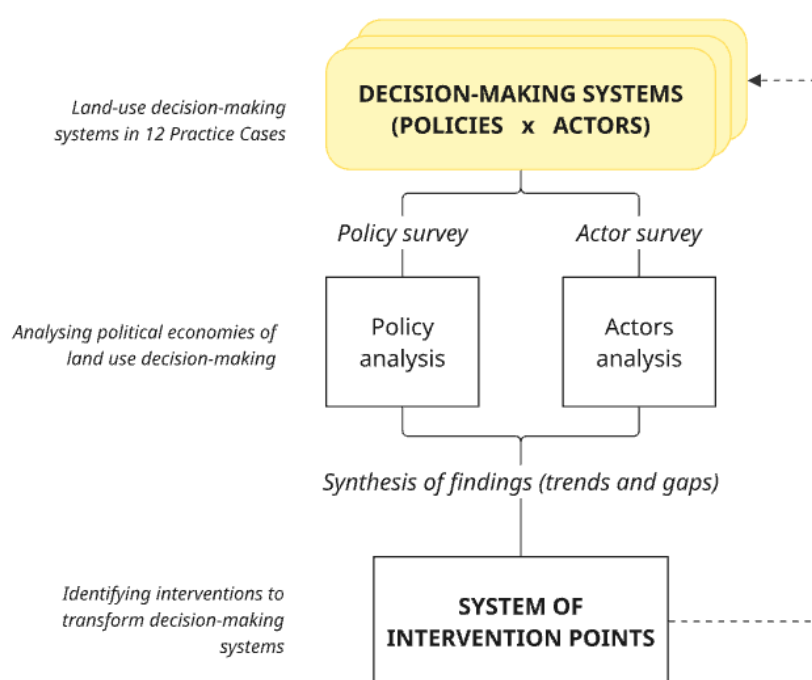 Land-use decision-making
systems in 12 Practice Cases
DECISION-MAKING SYSTEMS
(POLICIES x ACTORS)
Policy survey
Actor survey
Analysing political economies of
land use decision-making
Policy
analysis
Actors
analysis
Synthesis of findings (trends and gaps)
Identifying interventions to
transform decision-making
systems
SYSTEM OF
INTERVENTION POINTS